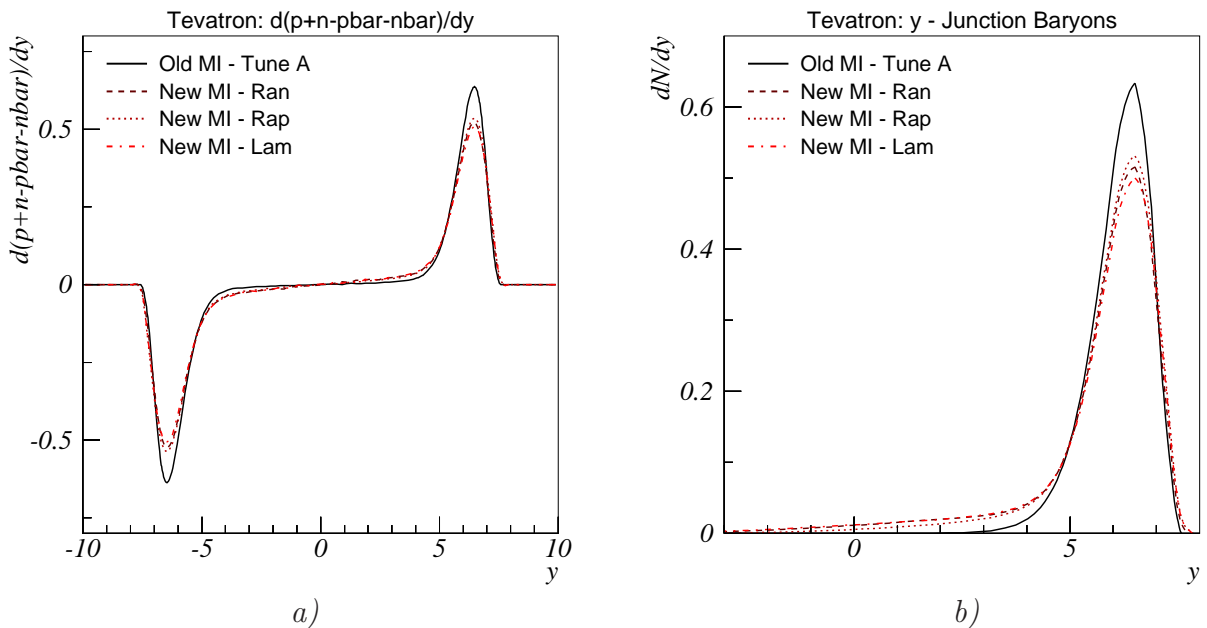 Tevatron: d(p+n-pbar-nbar)/dy
d(p+n-pbar-nbar)/dy
Old MI - Tune A
New MI - Ran
New MI - Rap
New MI - Lam
0.5
0
-0.5
-10
-5
0
5
10
y
a)
Tevatron: y - Junction Baryons
dN/dy
Old MI - Tune A
New MI - Ran
New MI - Rap
New MI - Lam
0.6
0.4
0.2
0
0
5
y
b)